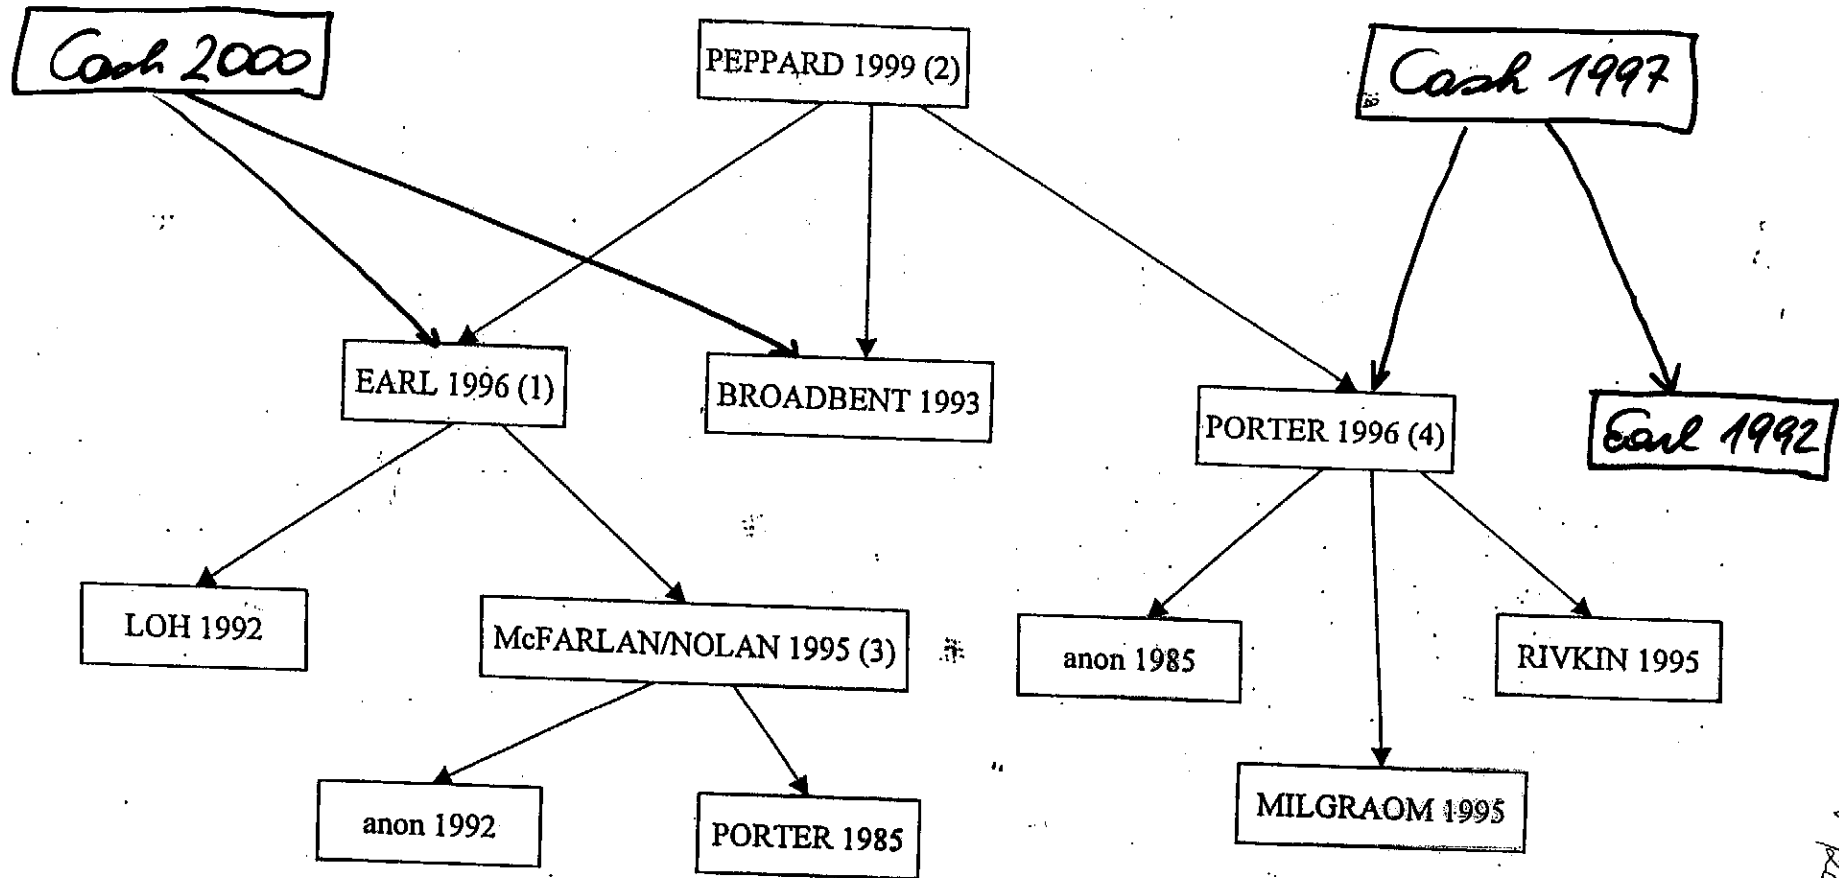 Cash 2000
PEPPARD 1999 (2)
Cash 1997
EARL 1996 (1)
BROADBENT 1993
PORTER 1996 (4)
Earl 1992
LOH 1992
McFARLAN/NOLAN 1995 (3)
anon 1985
RIVKIN 1995
anon 1992
PORTER 1985
MILGRAOM 1995